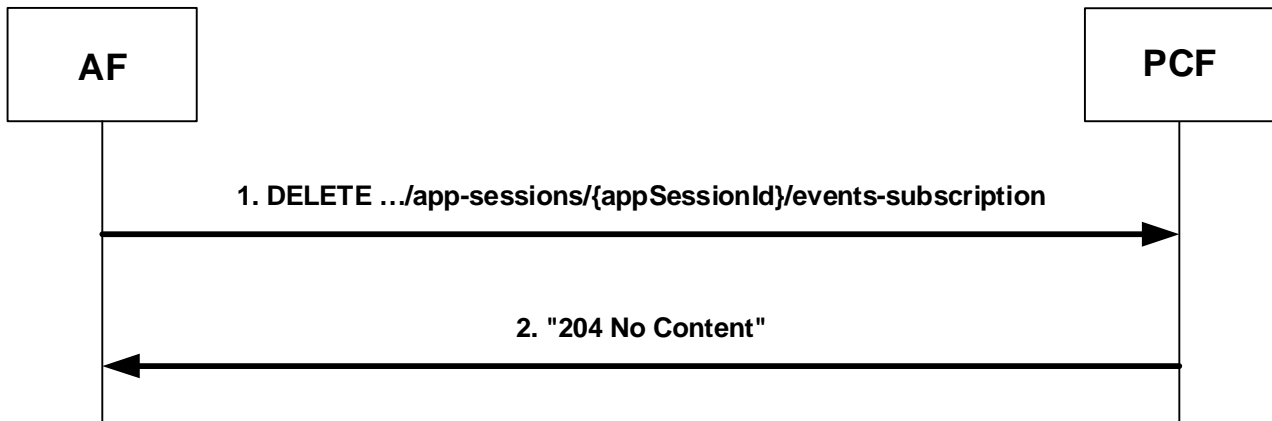 AF
PCF
1. DELETE …/app-sessions/{appSessionId}/events-subscription
2. "204 No Content"